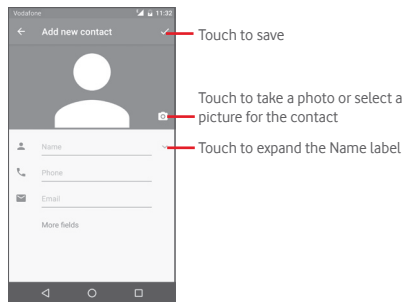 Vodafone 11:32
Add new contact
Touch to save
Touch to take a photo or select a
picture for the contact
Name
Touch to expand the Name label
Phone
Email
More fields